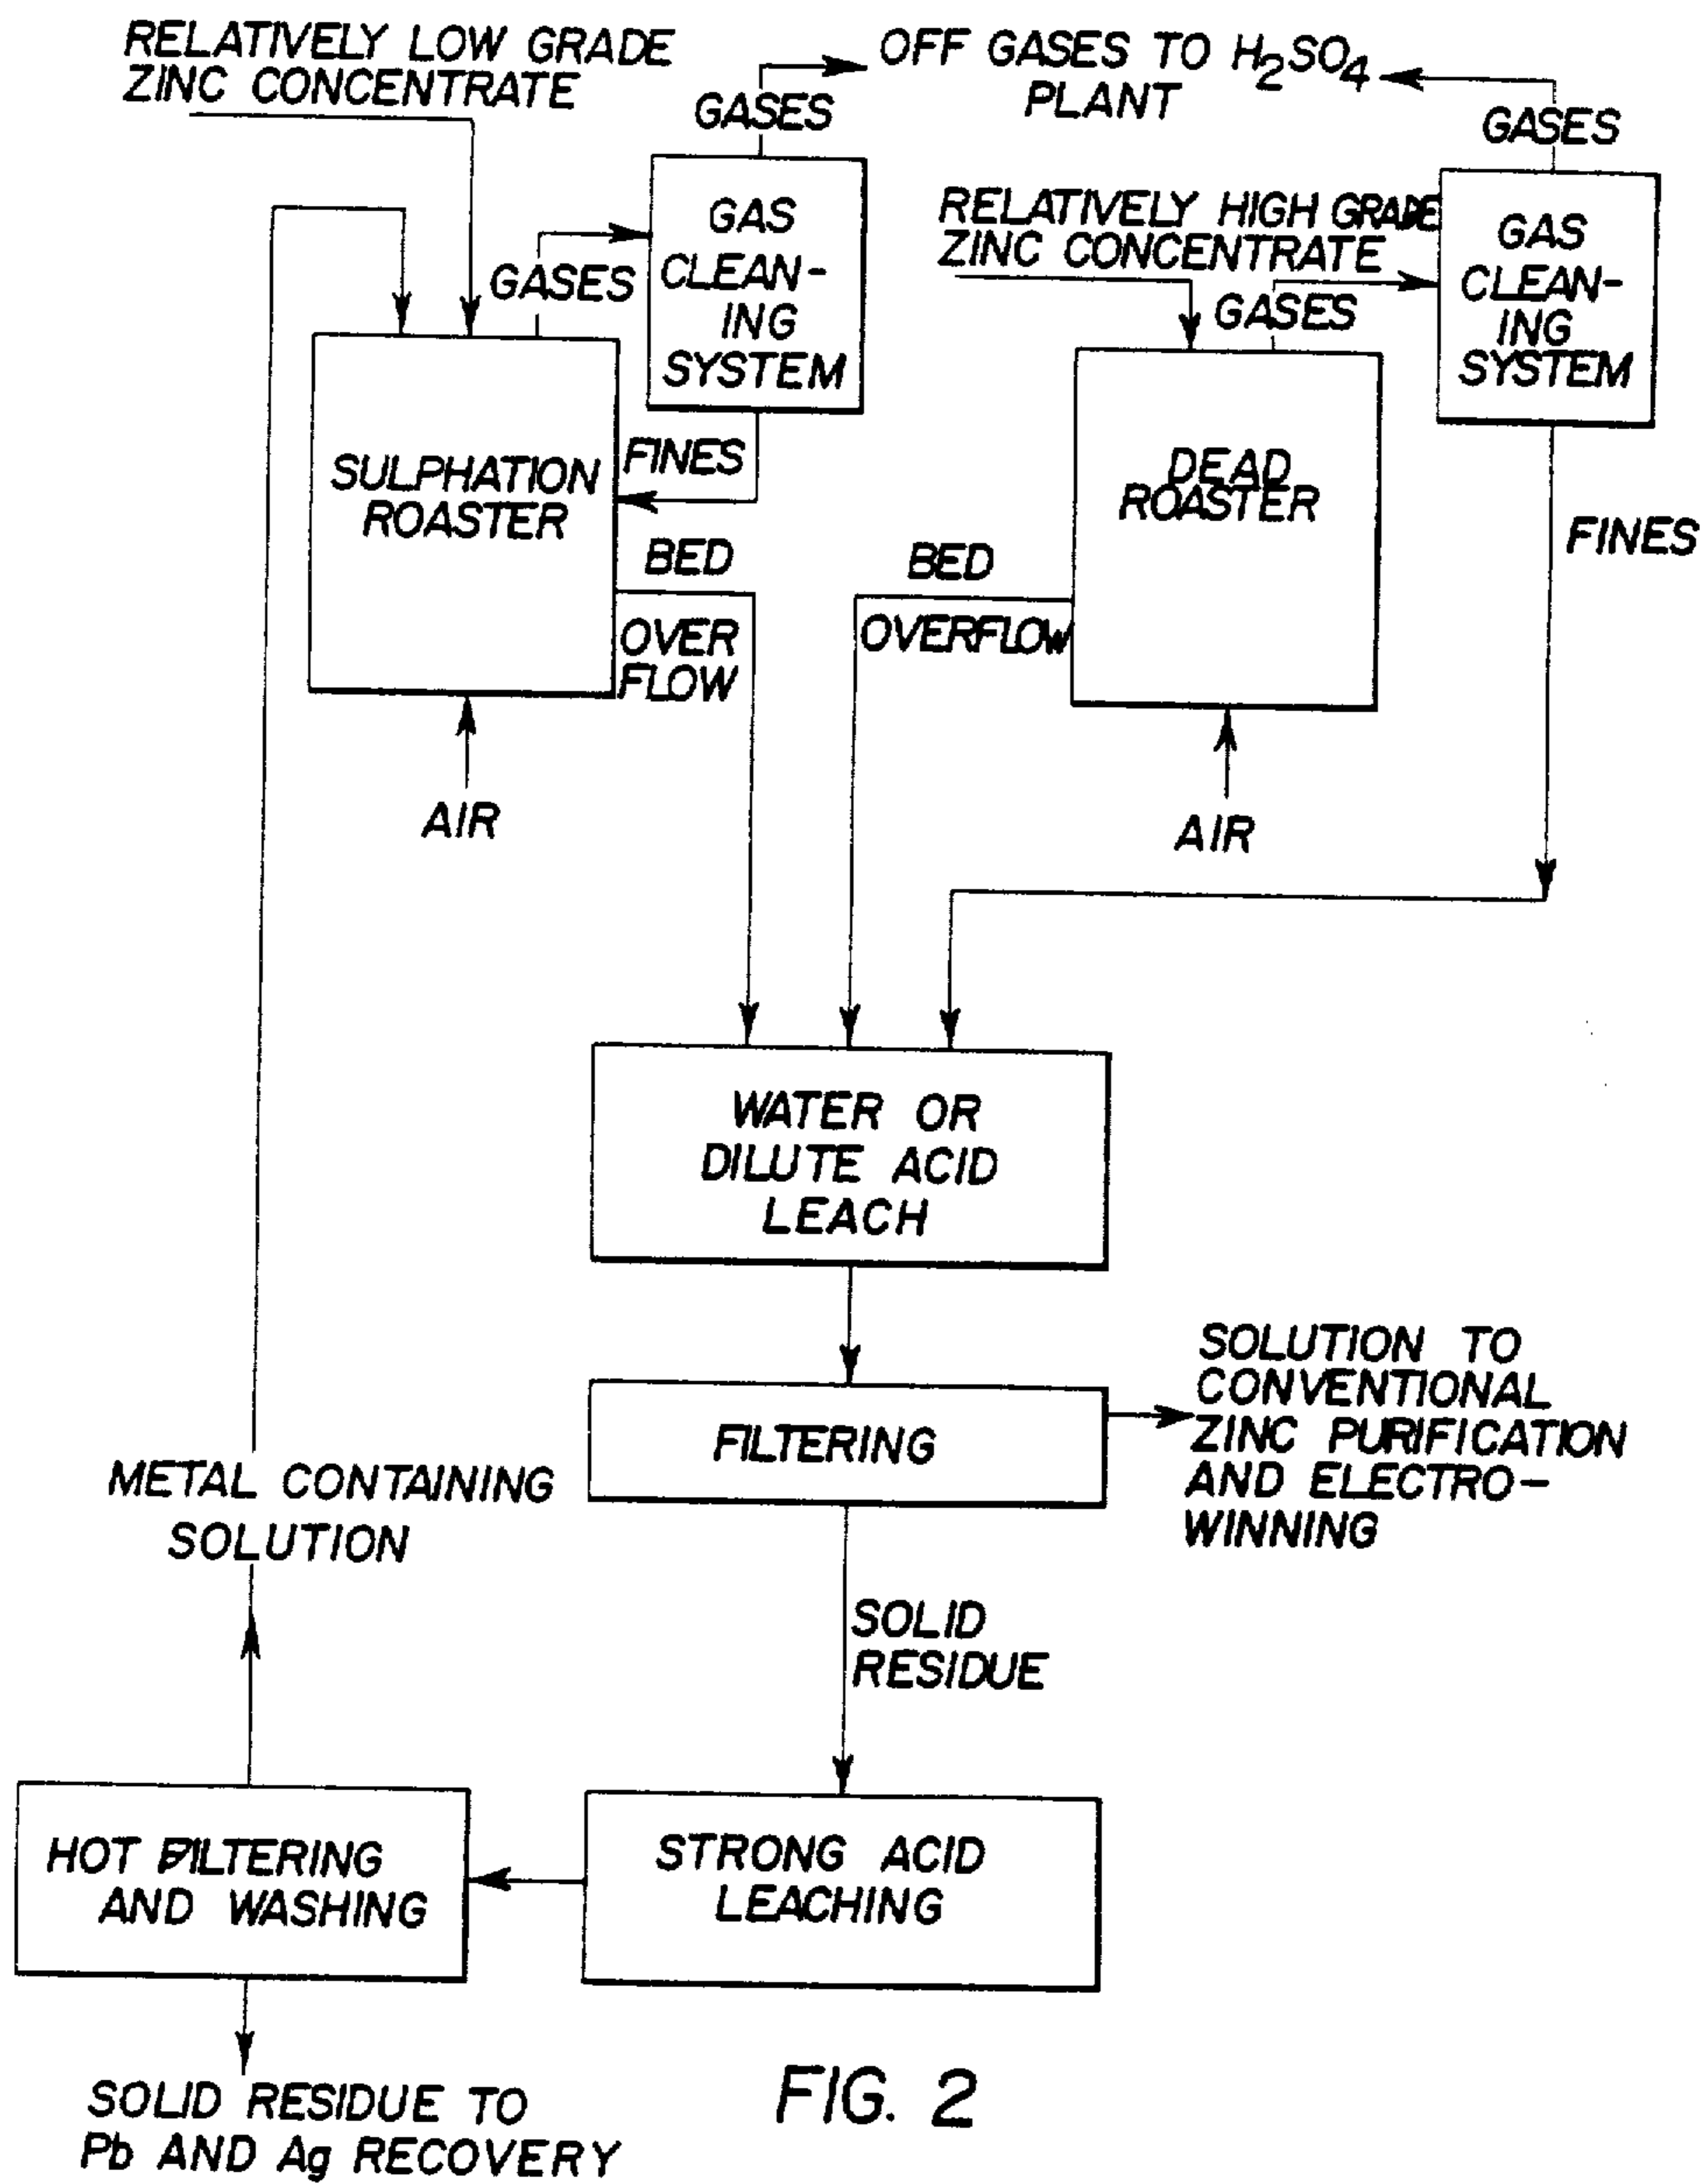 RELATIVELY LOW GRADE
ZINC CONCENTRATE
OFF GASES TO H₂SO₄
PLANT
GASES
GASES
GAS
CLEAN-
ING
SYSTEM
RELATIVELY HIGH GRADE
ZINC CONCENTRATE
GAS
CLEAN-
ING
SYSTEM
GASES
GASES
SULPHATION
ROASTER
FINES
DEAD
ROASTER
FINES
BED
OVER
FLOW
BED
OVERFLOW
AIR
AIR
WATER OR
DILUTE ACID
LEACH
FILTERING
SOLUTION TO
CONVENTIONAL
ZINC PURIFICATION
AND ELECTRO-
WINNING
METAL CONTAINING
SOLUTION
SOLID
RESIDUE
HOT FILTERING
AND WASHING
STRONG ACID
LEACHING
SOLID RESIDUE TO
Pb AND Ag RECOVERY
FIG. 2